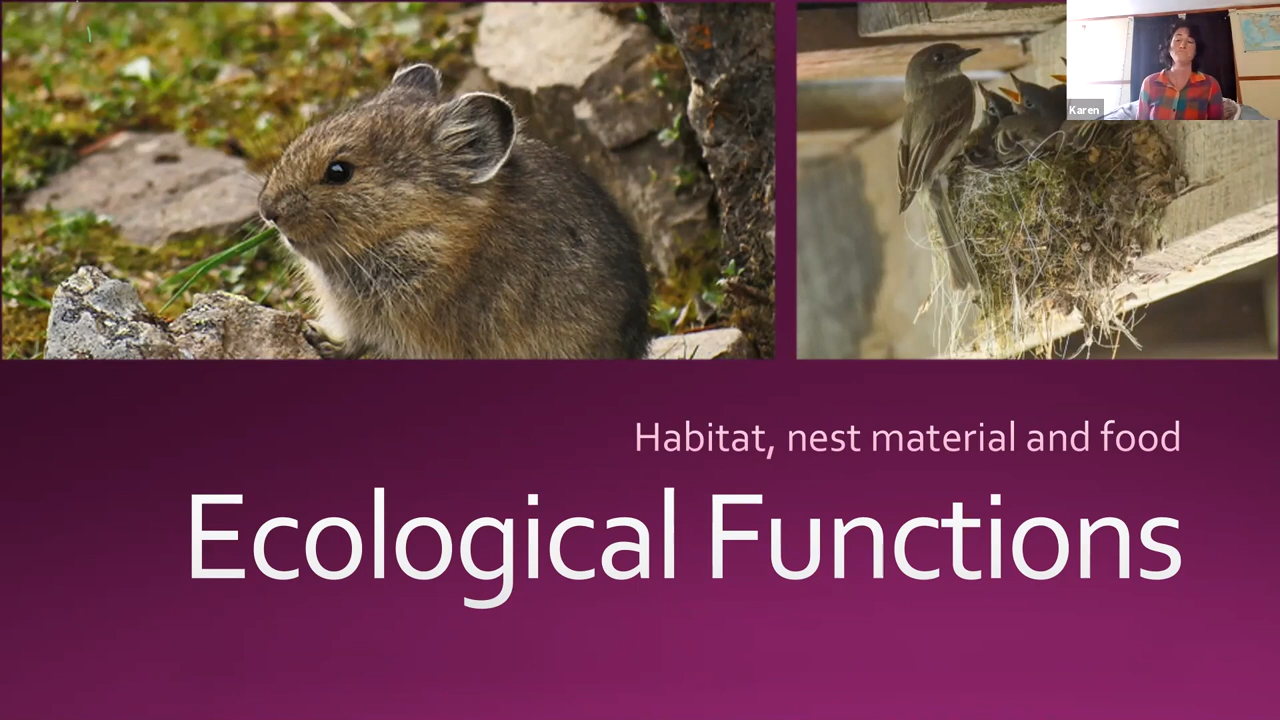 Karen
Habitat, nest material and food
Ecological Functions